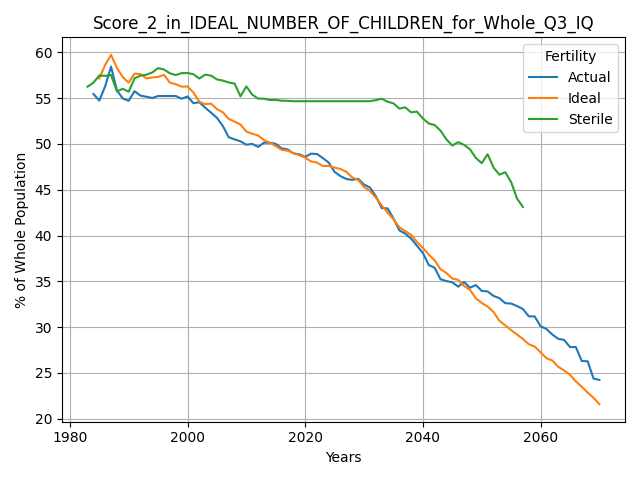 Score_2_in_IDEAL_NUMBER_OF_CHILDREN_for_Whole_Q3_IQ
% of Whole Population
60
55
50
45
40
35
30
25
20
Fertility
Actual
Ideal
Sterile
1980
2000
2020
2040
2060
Years